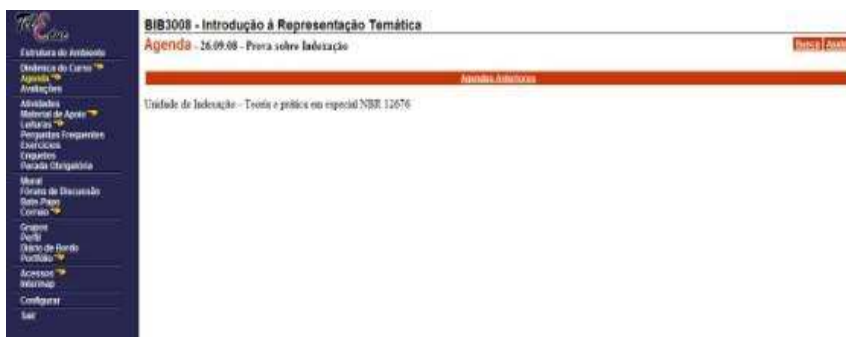 TelEduc
Estrutura do Ambiente
Dinâmica do Curso
Agenda
Avaliações
Atividades
Material de Apoio
Leituras
Perguntas Frequentes
Exercícios
Enquetes
Parada Obrigatória
Mural
Fóruns de Discussão
Bate-Papo
Correio
Grupos
Perfil
Diário de Bordo
Portfólio
Acessos
Intermap
Configurar
Sair
BIB3008 - Introdução á Representação Temática
Agenda - 26.09.08 - Prova sobre Indexação
Busca Ajuda
Agendas Anteriores
Unidade de Indexação - Teoria e prática em especial NBR 12676